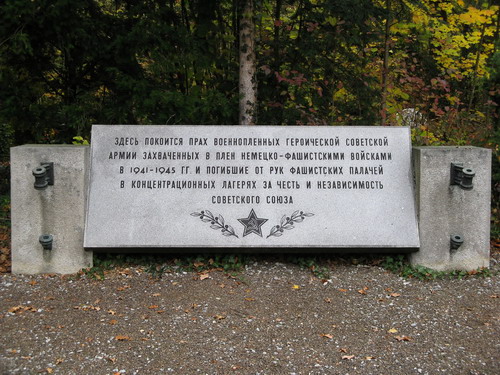 ЗДЕСЬ ПОКОИТСЯ ПРАХ ВОЕННОПЛЕННЫХ ГЕРОИЧЕСКОЙ СОВЕТСКОЙ
АРМИИ ЗАХВАЧЕННЫХ В ПЛЕН НЕМЕЦКО-ФАШИСТСКИМИ ВОЙСКАМИ
В 1941-1945 ГГ. И ПОГИБШИЕ ОТ РУК ФАШИСТСКИХ ПАЛАЧЕЙ
В КОНЦЕНТРАЦИОННЫХ ЛАГЕРЯХ ЗА ЧЕСТЬ И НЕЗАВИСИМОСТЬ
СОВЕТСКОГО СОЮЗА